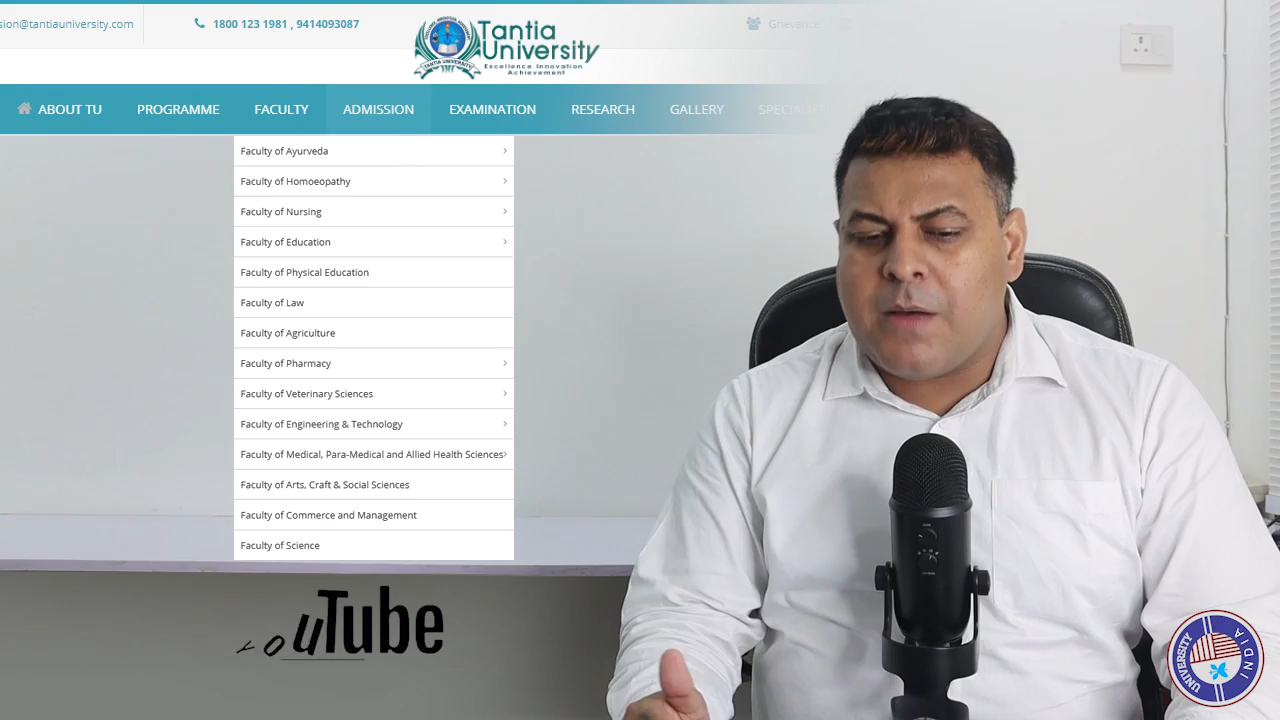 sion@tantiauniversity.com
1800 123 1981 , 9414093087
Tantia
University
Excellence Innovation
Achievement
TANTIA UNIVERSITY
Grievance
ABOUT TU PROGRAMME FACULTY ADMISSION EXAMINATION RESEARCH GALLERY
Faculty of Ayurveda
Faculty of Homoeopathy
Faculty of Nursing
Faculty of Education
Faculty of Physical Education
Faculty of Law
Faculty of Agriculture
Faculty of Pharmacy
Faculty of Veterinary Sciences
Faculty of Engineering & Technology
Faculty of Medical, Para-Medical and Allied Health Sciences
Faculty of Arts, Craft & Social Sciences
Faculty of Commerce and Management
Faculty of Science
YouTube
UNIVERSITY
INDIA